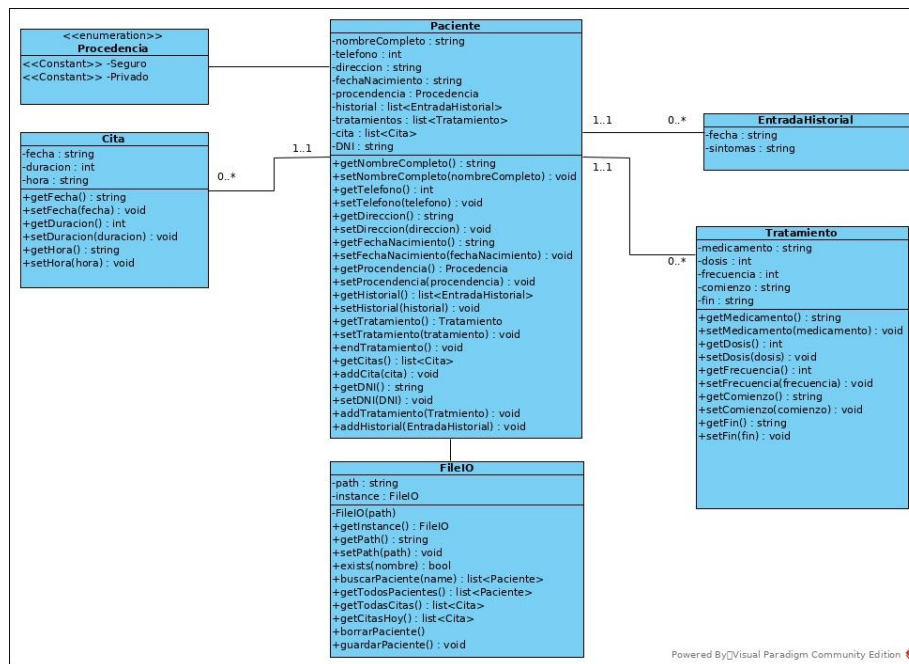 <<enumeration>>
Procedencia
<<Constant>> -Seguro
<<Constant>> -Privado
Cita
-fecha : string
-duracion : int
-hora : string
+getFecha() : string
+setFecha(fecha) : void
+getDuracion() : int
+setDuracion(duracion) : void
+getHora() : string
+setHora(hora) : void
0..*
1..1
Paciente
-nombreCompleto : string
-telefono : int
-direccion : string
-fechaNacimiento : string
-procendencia : Procedencia
-historial : list<EntradaHistorial>
-tratamientos : list<Tratamiento>
-cita : list<Cita>
-DNI : string
+getNombreCompleto() : string
+setNombreCompleto(nombreCompleto) : void
+getTelefono() : int
+setTelefono(telefono) : void
+getDireccion() : string
+setDireccion(direccion) : void
+getFechaNacimiento() : string
+setFechaNacimiento(fechaNacimiento) : void
+getProcendencia() : Procedencia
+setProcendencia(procendencia) : void
+getHistorial() : list<EntradaHistorial>
+setHistorial(historial) : void
+getTratamiento() : Tratamiento
+setTratamiento(tratamiento) : void
+endTratamiento() : void
+getCitas() : list<Cita>
+addCita(cita) : void
+getDNI() : string
+setDNI(DNI) : void
+addTratamiento(Tratmiento) : void
+addHistorial(EntradaHistorial) : void
1..1
0..*
1..1
0..*
EntradaHistorial
-fecha : string
-sintomas : string
Tratamiento
-medicamento : string
-dosis : int
-frecuencia : int
-comienzo : string
-fin : string
+getMedicamento() : string
+setMedicamento(medicamento) : void
+getDosis() : int
+setDosis(dosis) : void
+getFrecuencia() : int
+setFrecuencia(frecuencia) : void
+getComienzo() : string
+setComienzo(comienzo) : void
+getFin() : string
+setFin(fin) : void
FileIO
-path : string
-instance : FileIO
-FileIO(path)
+getInstance() : FileIO
+getPath() : string
+setPath(path) : void
+exists(nombre) : bool
+buscarPaciente(name) : list<Paciente>
+getTodosPacientes() : list<Paciente>
+getTodasCitas() : list<Cita>
+getCitasHoy() : list<Cita>
+borrarPaciente()
+guardarPaciente() : void
Powered By Visual Paradigm Community Edition